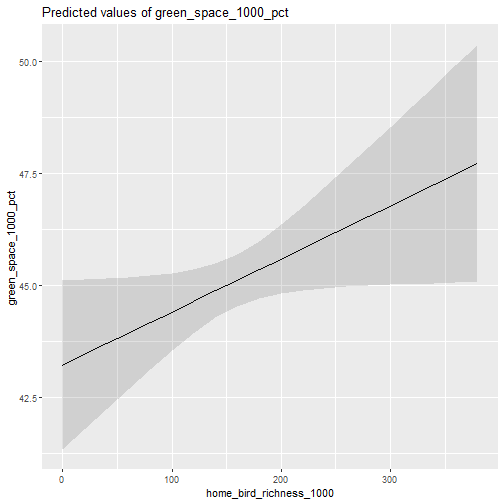 Predicted values of green_space_1000_pct
50.0
47.5
45.0
42.5
green_space_1000_pct
0 100 200 300
home_bird_richness_1000